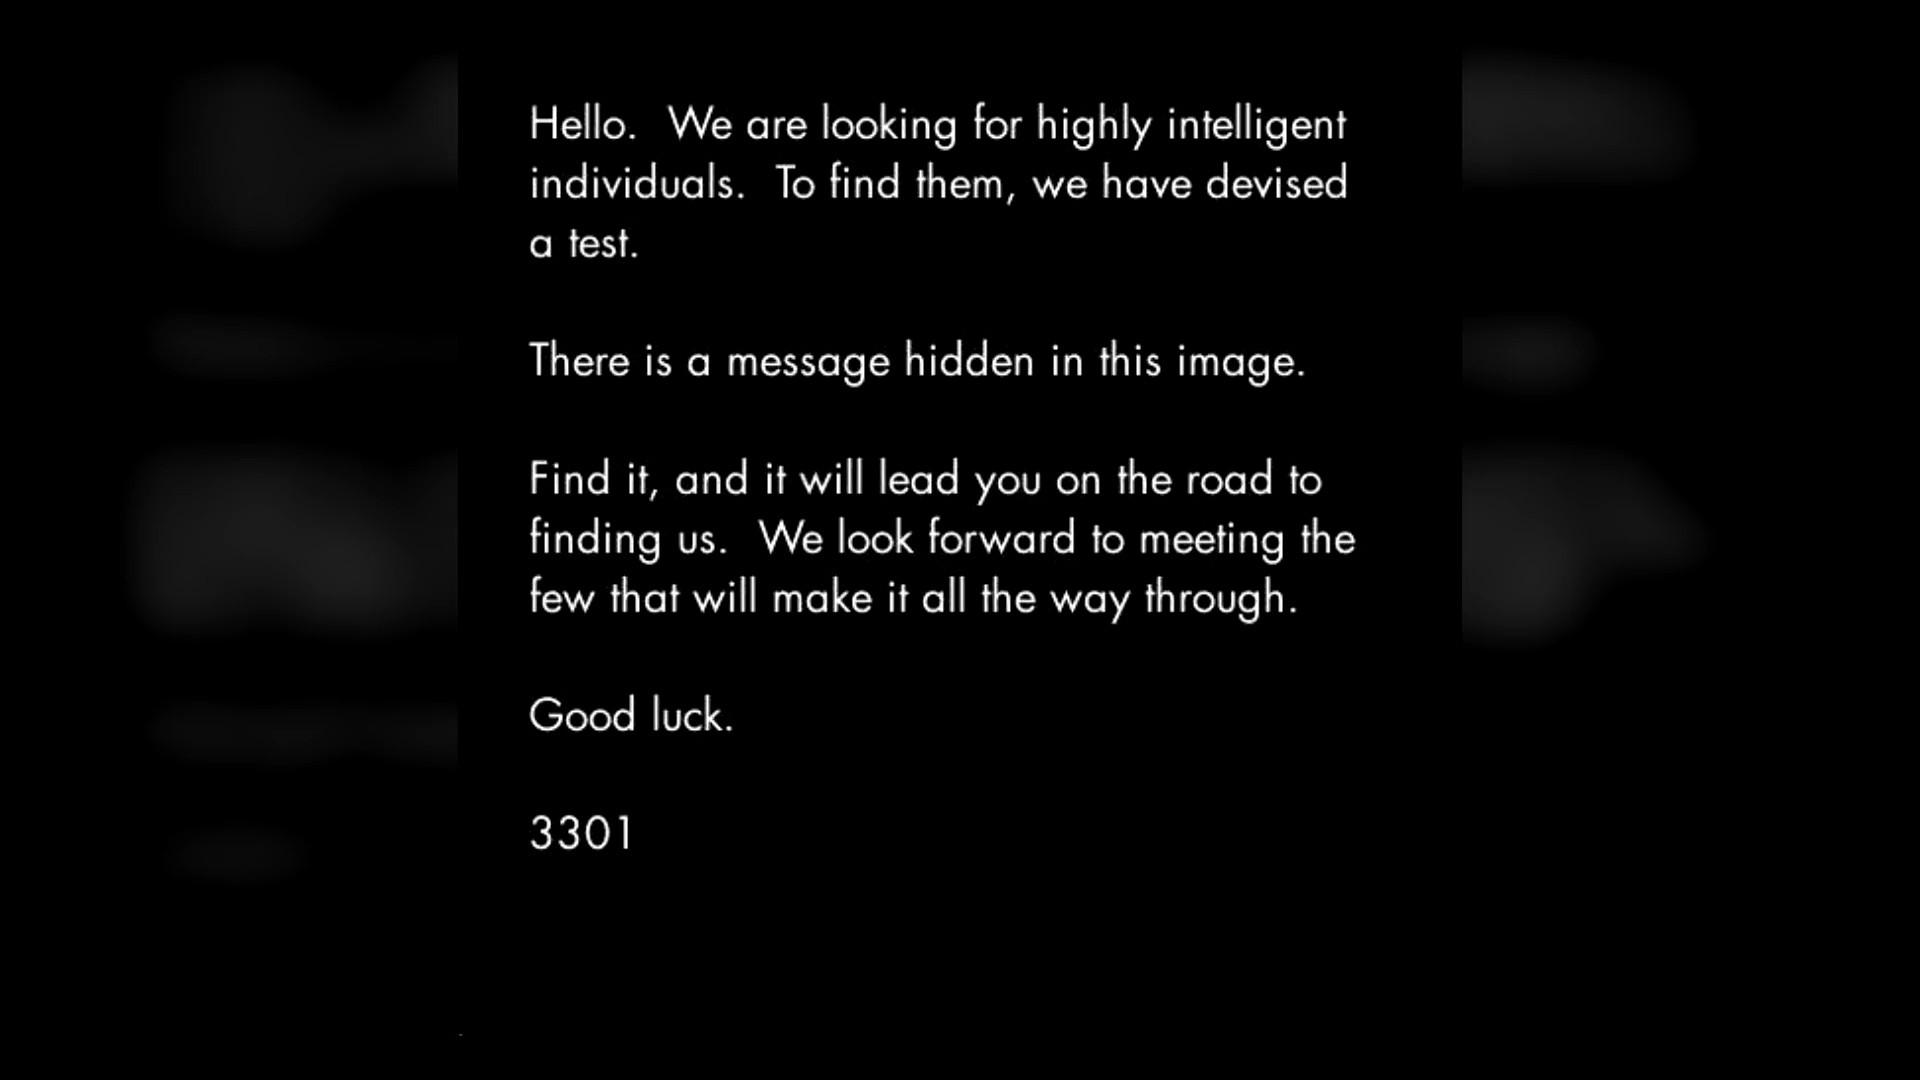 Hello.  We are looking for highly intelligent
individuals.  To find them, we have devised
a test.
There is a message hidden in this image.
Find it, and it will lead you on the road to
finding us.  We look forward to meeting the
few that will make it all the way through.
Good luck.
3301